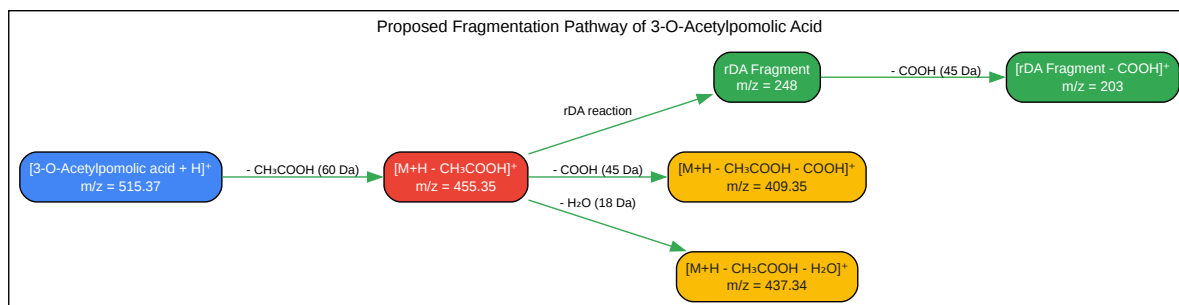 Proposed Fragmentation Pathway of 3-O-Acetylpomolic Acid
rDA Fragment
m/z = 248
- COOH (45 Da)
[rDA Fragment - COOH]⁺
m/z = 203
rDA reaction
[3-O-Acetylpomolic acid + H]⁺
m/z = 515.37
- CH₃COOH (60 Da)
[M+H - CH₃COOH]⁺
m/z = 455.35
- COOH (45 Da)
[M+H - CH₃COOH - COOH]⁺
m/z = 409.35
- H₂O (18 Da)
[M+H - CH₃COOH - H₂O]⁺
m/z = 437.34